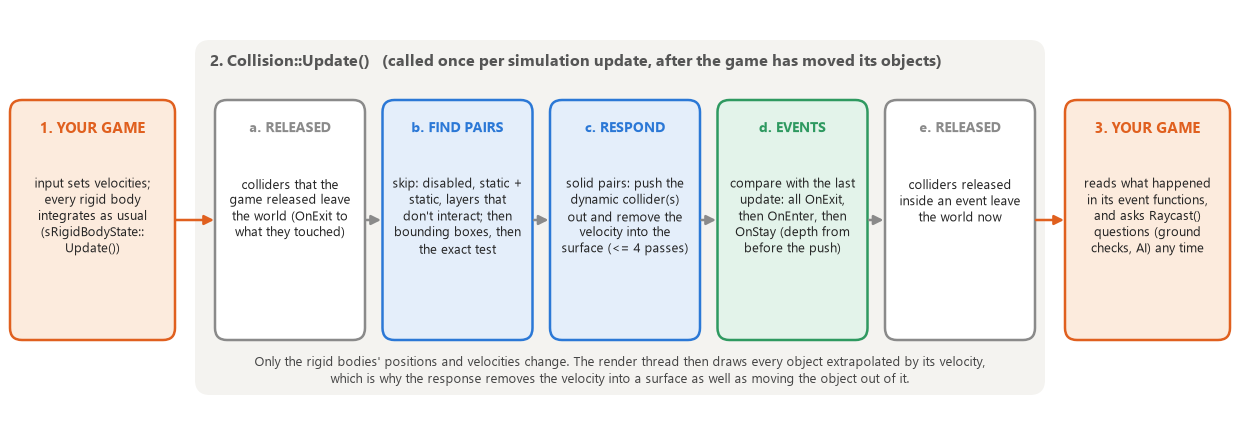 2. Collision::Update()   (called once per simulation update, after the game has moved its objects)
1. YOUR GAME
input sets velocities;
every rigid body
integrates as usual
(sRigidBodyState::
Update())
a. RELEASED
colliders that the
game released leave
the world (OnExit to
what they touched)
b. FIND PAIRS
skip: disabled, static +
static, layers that
don't interact; then
bounding boxes, then
the exact test
c. RESPOND
solid pairs: push the
dynamic collider(s)
out and remove the
velocity into the
surface (<= 4 passes)
d. EVENTS
compare with the last
update: all OnExit,
then OnEnter, then
OnStay (depth from
before the push)
e. RELEASED
colliders released
inside an event leave
the world now
3. YOUR GAME
reads what happened
in its event functions,
and asks Raycast()
questions (ground
checks, AI) any time
Only the rigid bodies' positions and velocities change. The render thread then draws every object extrapolated by its velocity,
which is why the response removes the velocity into a surface as well as moving the object out of it.